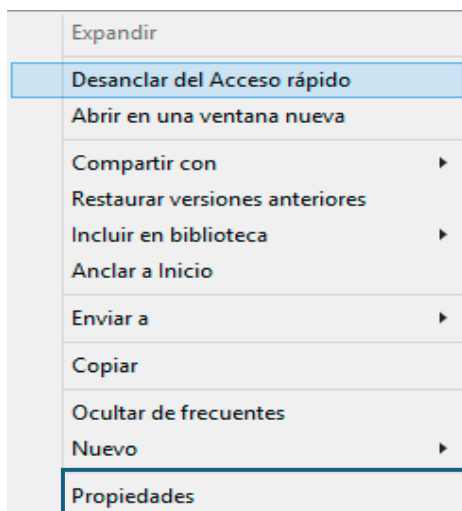 Expandir
Desanclar del Acceso rápido
Abrir en una ventana nueva
Compartir con
Restaurar versiones anteriores
Incluir en biblioteca
Anclar a Inicio
Enviar a
Copiar
Ocultar de frecuentes
Nuevo
Propiedades